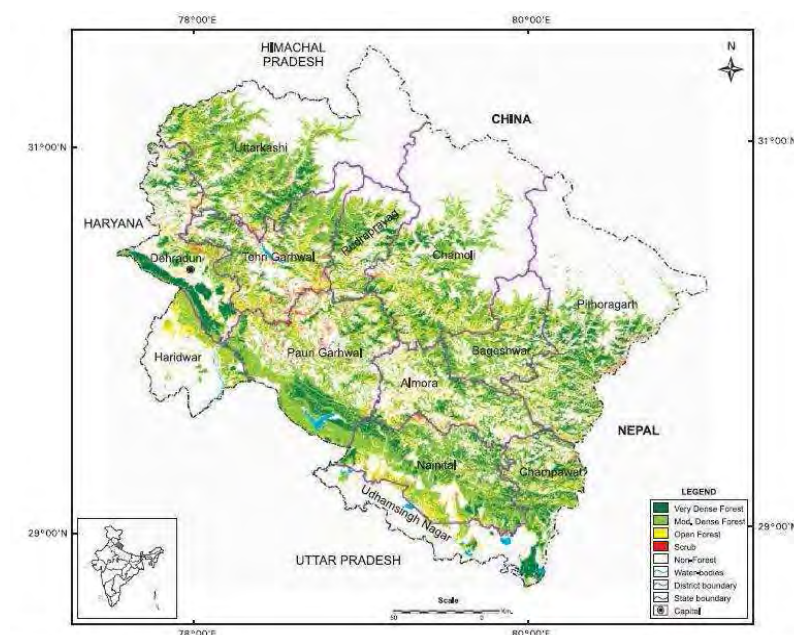 78°00'E
80°00'E
HIMACHAL
PRADESH
N
CHINA
31°00'N
31°00'N
Uttarkashi
HARYANA
Rudraprayag
Dehradun
Tehri Garhwal
Chamoli
Pithoragarh
Haridwar
Pauri Garhwal
Bageshwar
Almora
NEPAL
Nainital
Champawat
Udhamsingh Nagar
29°00'N
29°00'N
UTTAR PRADESH
LEGEND
Very Dense Forest
Mod. Dense Forest
Open Forest
Scrub
Non-Forest
Water-bodies
District boundary
State boundary
Capital
Scale
50 0 Km.
78°00'E
80°00'E